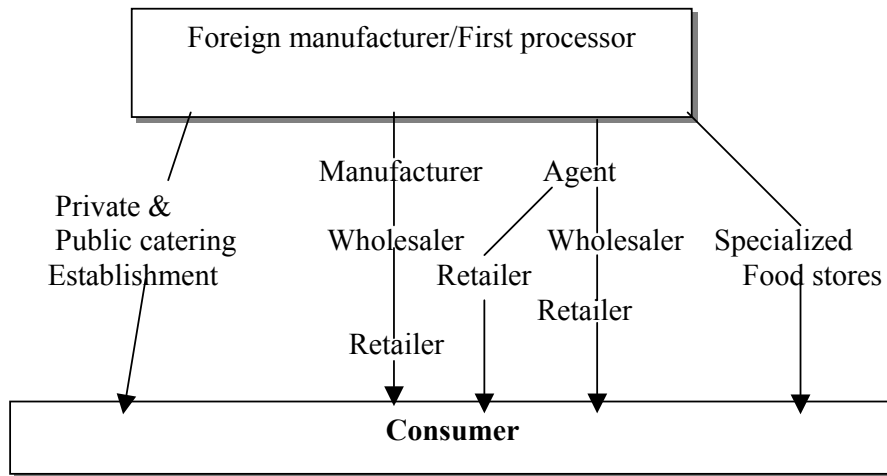 Foreign manufacturer/First processor
Manufacturer
Agent
Private &
Public catering
Establishment
Wholesaler
Wholesaler
Specialized
Food stores
Retailer
Retailer
Retailer
Consumer